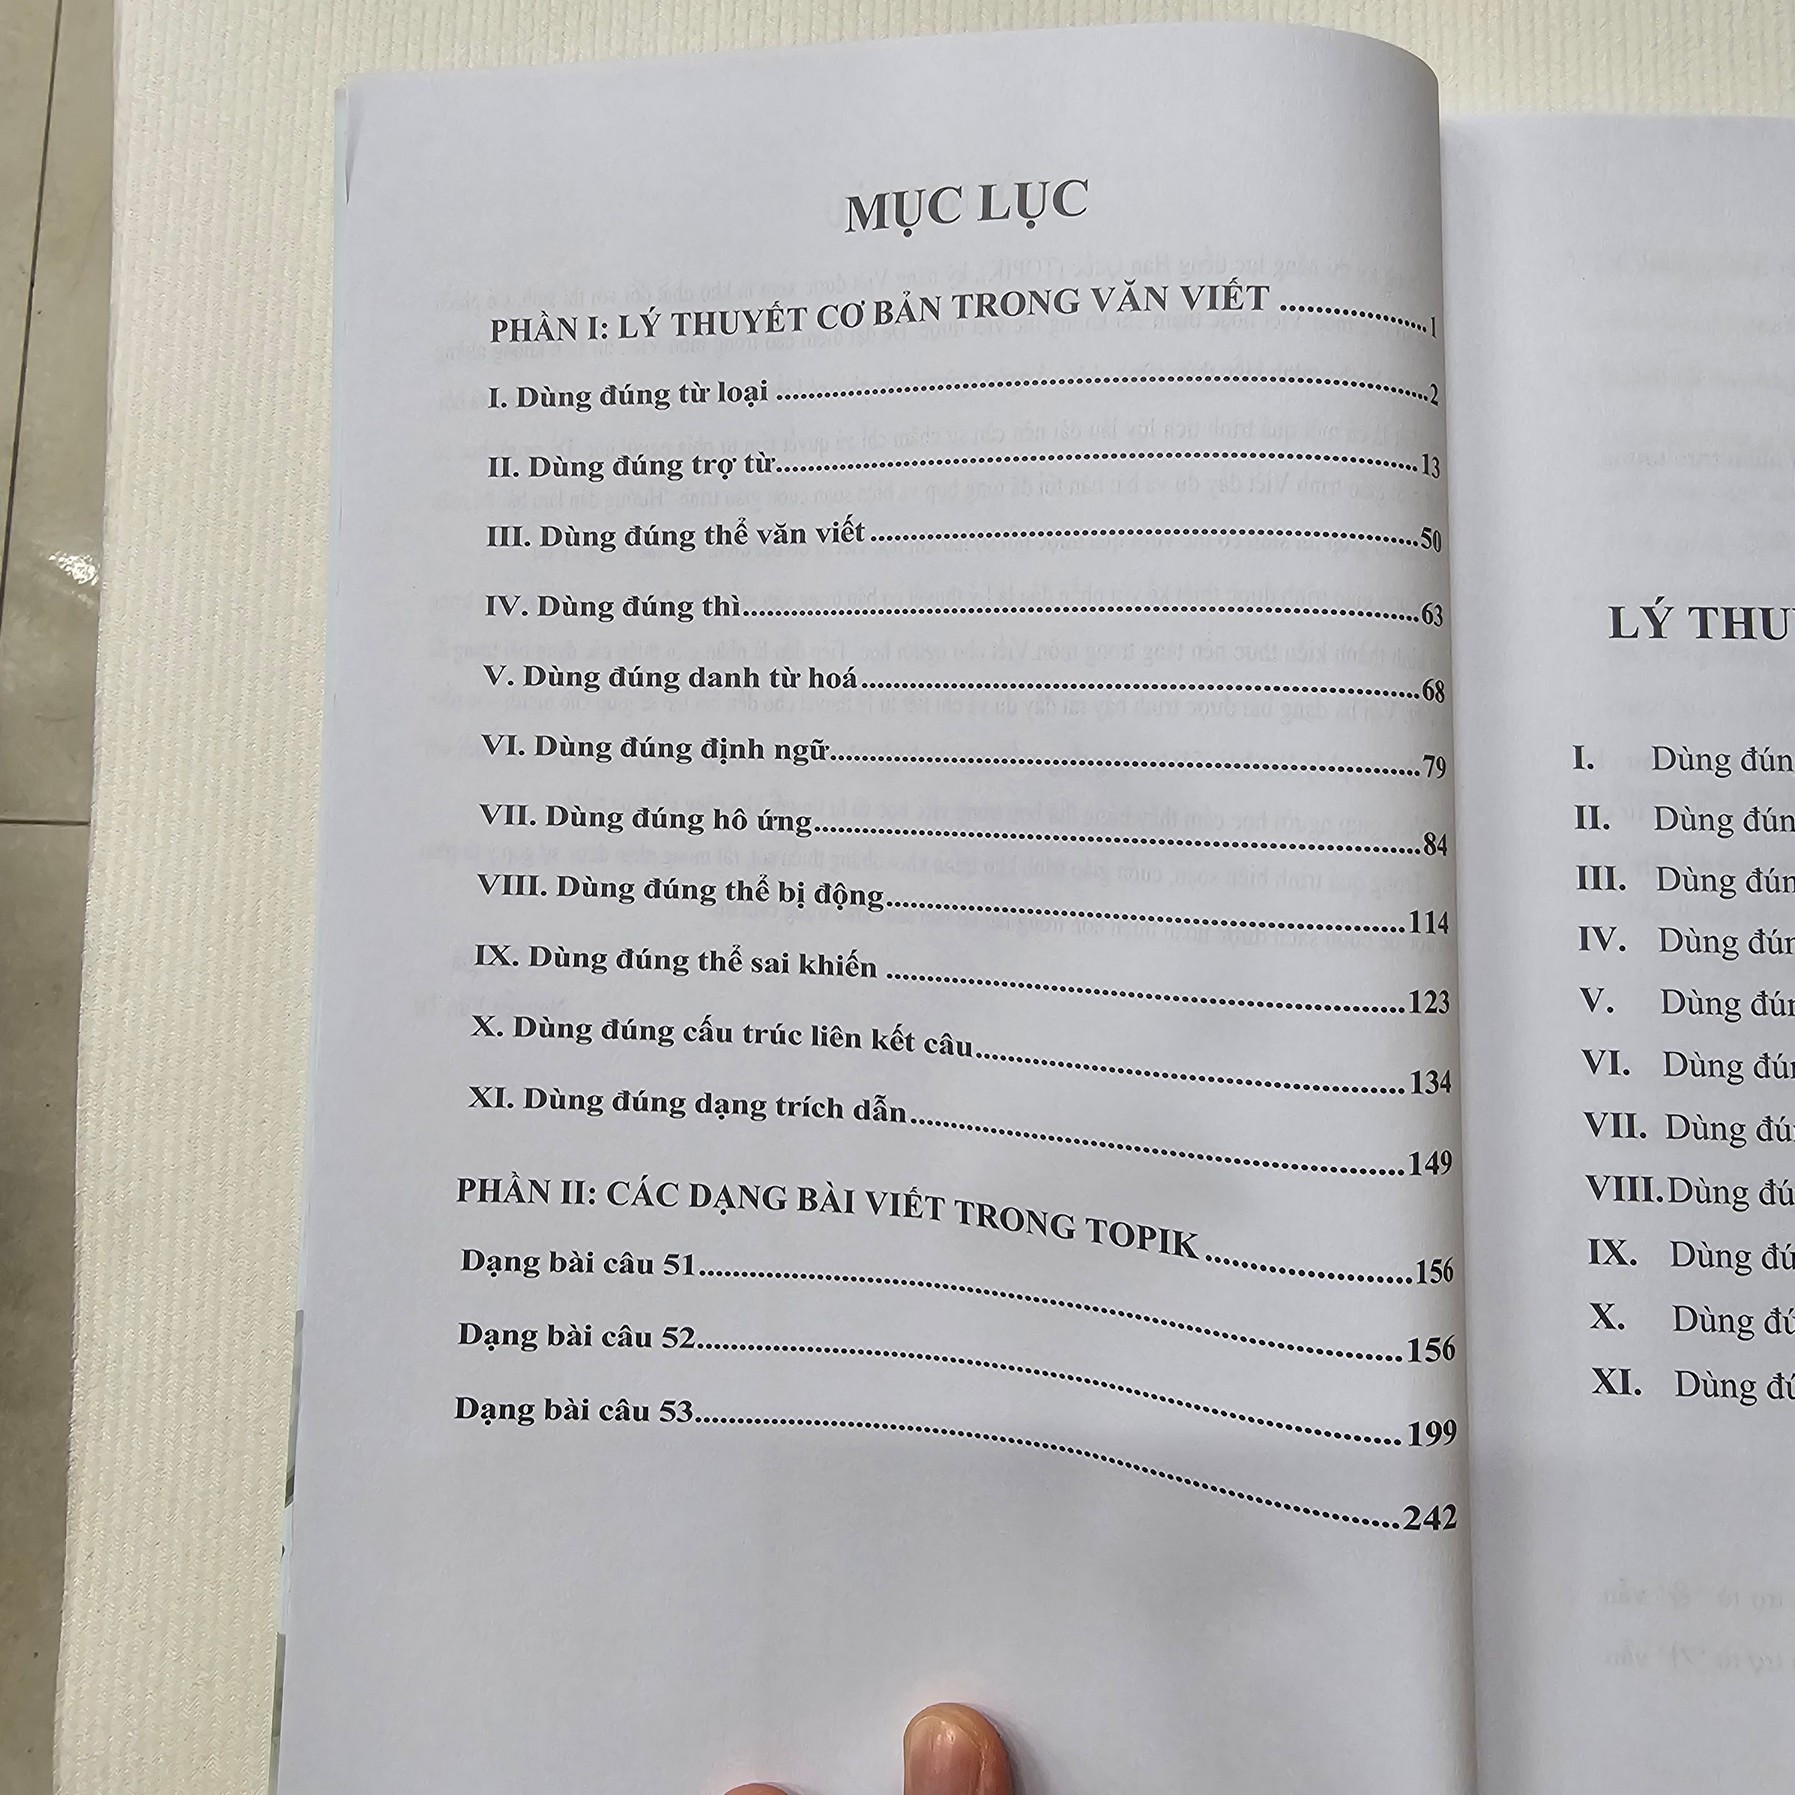 MỤC LỤC
PHẦN I: LÝ THUYẾT CƠ BẢN TRONG VĂN VIẾT ..................1
I. Dùng đúng từ loại ..................2
II. Dùng đúng trợ từ..................13
III. Dùng đúng thể văn viết..................50
IV. Dùng đúng thì..................63
V. Dùng đúng danh từ hoá..................68
VI. Dùng đúng định ngữ..................79
VII. Dùng đúng hô ứng..................84
VIII. Dùng đúng thể bị động..................114
IX. Dùng đúng thể sai khiến ..................123
X. Dùng đúng cấu trúc liên kết câu..................134
XI. Dùng đúng dạng trích dẫn..................149
PHẦN II: CÁC DẠNG BÀI VIẾT TRONG TOPIK..................156
Dạng bài câu 51..................156
Dạng bài câu 52..................199
Dạng bài câu 53..................242
LÝ THU
I. Dùng đún
II. Dùng đún
III. Dùng đún
IV. Dùng đún
V. Dùng đún
VI. Dùng đú
VII. Dùng đú
VIII. Dùng đú
IX. Dùng đú
X. Dùng đú
XI. Dùng đú